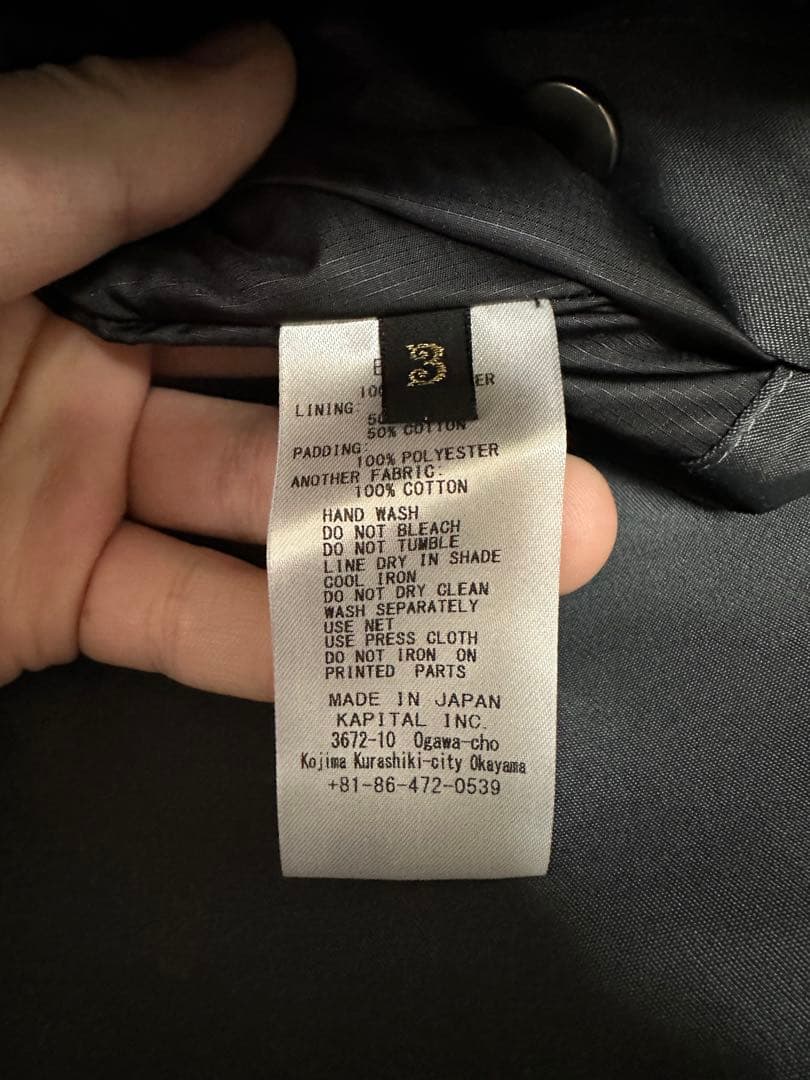 3
LINING:
50% COTTON
PADDING:
100% POLYESTER
ANOTHER FABRIC:
100% COTTON
HAND WASH
DO NOT BLEACH
DO NOT TUMBLE
LINE DRY IN SHADE
COOL IRON
DO NOT DRY CLEAN
WASH SEPARATELY
USE NET
USE PRESS CLOTH
DO NOT IRON ON
PRINTED PARTS
MADE IN JAPAN
KAPITAL INC.
3672-10 Ogawa-cho
Kojima Kurashiki-city Okayama
+81-86-472-0539